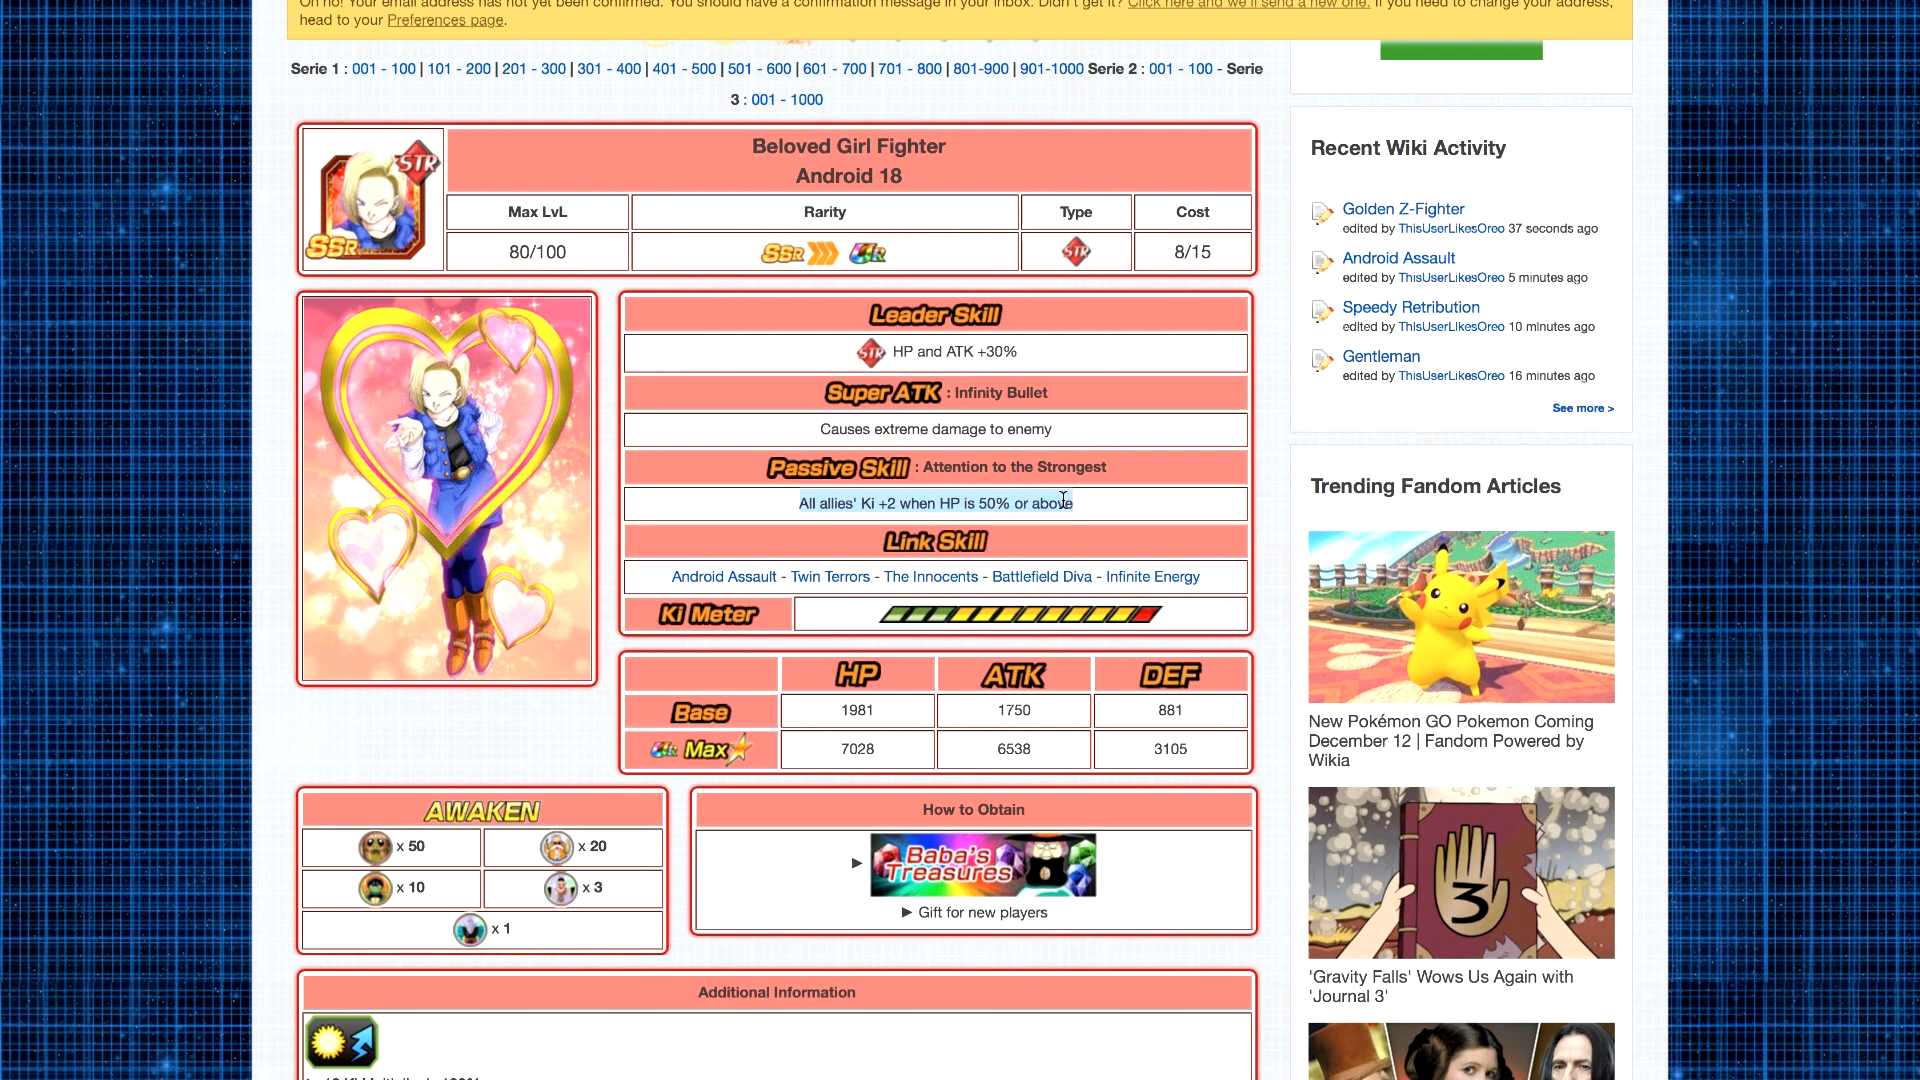 Oh no! Your email address has not yet been confirmed. You should have a confirmation message in your inbox. Didn't get it? Click here and we'll send a new one. If you need to change your address,
head to your Preferences page.
Serie 1 : 001 - 100 | 101 - 200 | 201 - 300 | 301 - 400 | 401 - 500 | 501 - 600 | 601 - 700 | 701 - 800 | 801-900 | 901-1000 Serie 2 : 001 - 100 - Serie
3 : 001 - 1000
STR
SSR
Beloved Girl Fighter
Android 18
Max LvL Rarity Type Cost
80/100 SSR UR STR 8/15
Leader Skill
STR HP and ATK +30%
Super ATK : Infinity Bullet
Causes extreme damage to enemy
Passive Skill : Attention to the Strongest
All allies' Ki +2 when HP is 50% or above
Link Skill
Android Assault - Twin Terrors - The Innocents - Battlefield Diva - Infinite Energy
Ki Meter
HP ATK DEF
Base 1981 1750 881
UR Max 7028 6538 3105
AWAKEN
x 50 x 20
x 10 x 3
x 1
How to Obtain
► Baba's
Treasures
► Gift for new players
Additional Information
Recent Wiki Activity
Golden Z-Fighter
edited by ThisUserLikesOreo 37 seconds ago
Android Assault
edited by ThisUserLikesOreo 5 minutes ago
Speedy Retribution
edited by ThisUserLikesOreo 10 minutes ago
Gentleman
edited by ThisUserLikesOreo 16 minutes ago
See more >
Trending Fandom Articles
New Pokémon GO Pokemon Coming
December 12 | Fandom Powered by
Wikia
3
'Gravity Falls' Wows Us Again with
'Journal 3'